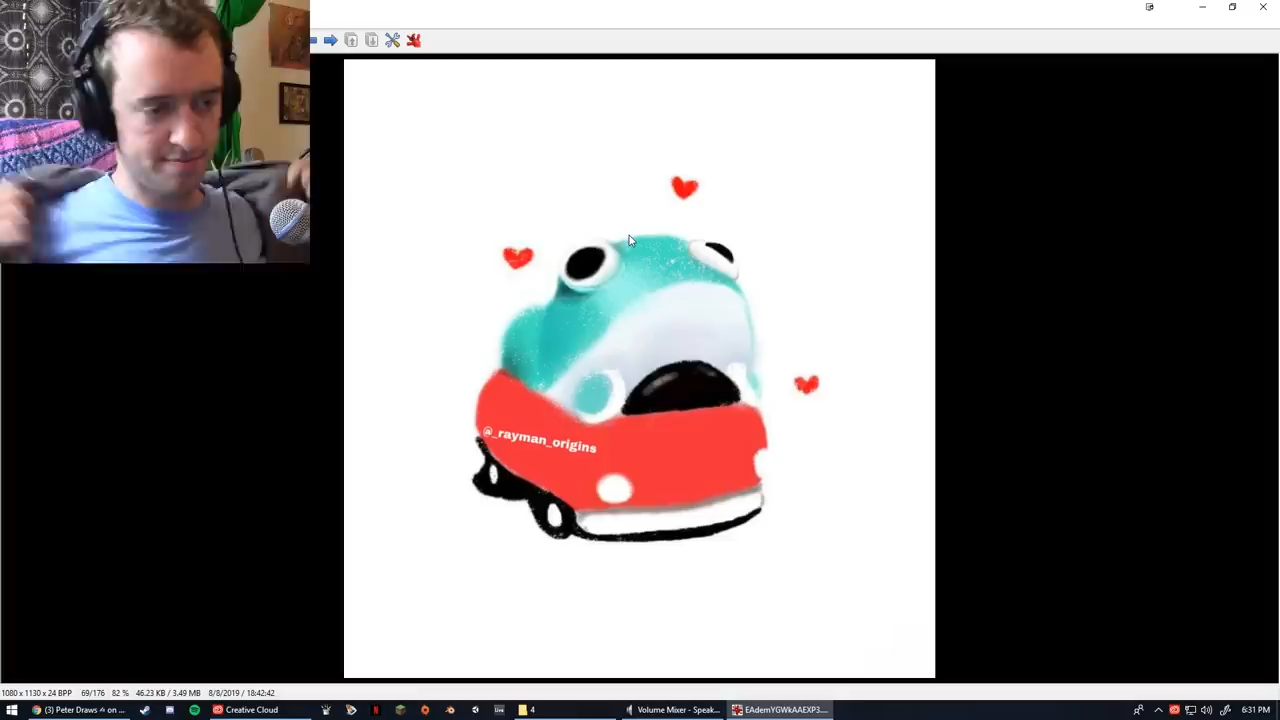 @_rayman_origins
1080 x 1130 x 24 BPP 69/176 82 % 46.23 KB / 3.49 MB 8/8/2019 / 18:42:42
(3) Peter Draws on ...
Creative Cloud
4
Volume Mixer - Speak...
EAdemYGWkAAEXP3....
6:31 PM